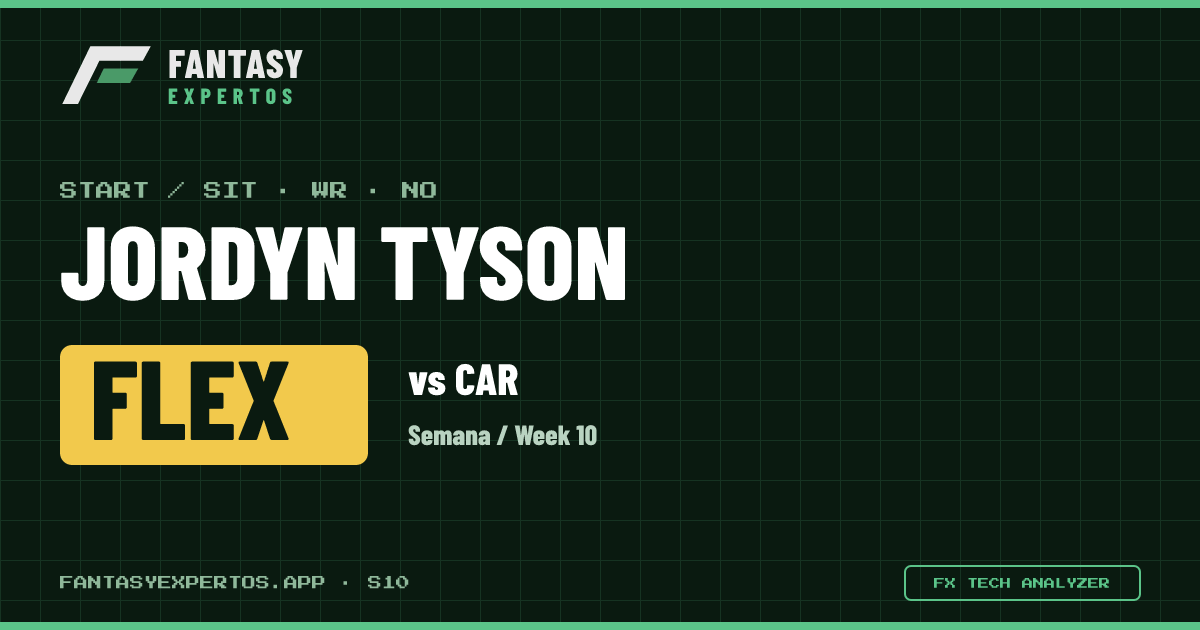 FANTASY
EXPERTOS
START / SIT · WR · NO
JORDYN TYSON
FLEX
vs CAR
Semana / Week 10
FANTASYEXPERTOS.APP · S10
FX TECH ANALYZER